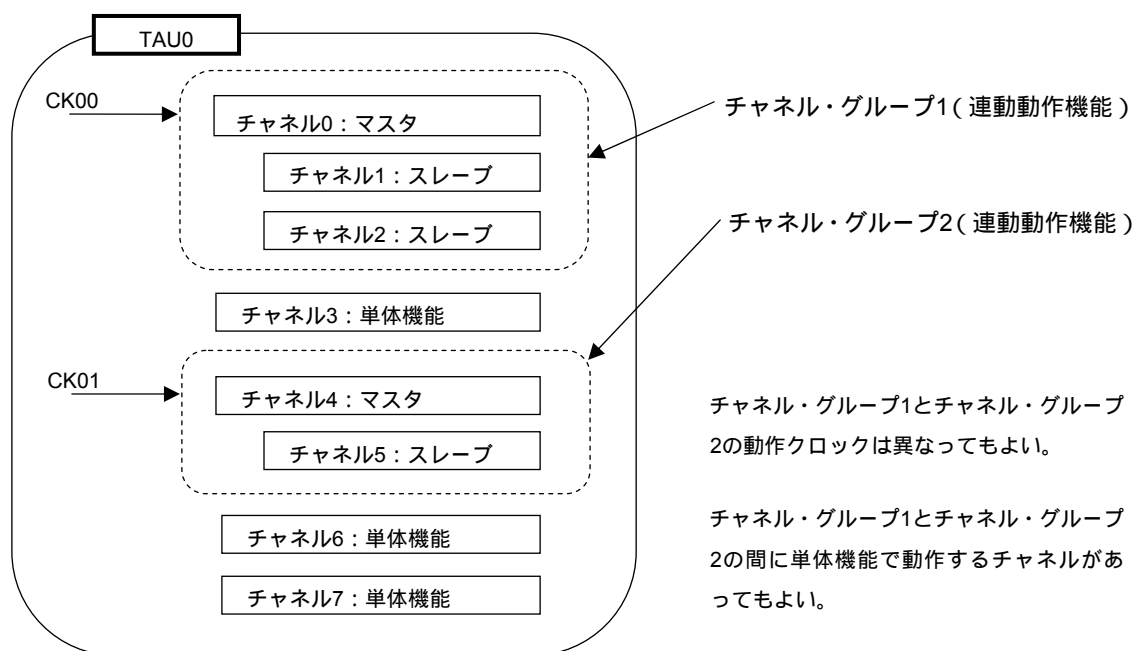 TAU0
CK00
チャネル0：マスタ
チャネル1：スレーブ
チャネル2：スレーブ
チャネル・グループ1（連動動作機能）
チャネル・グループ2（連動動作機能）
チャネル3：単体機能
CK01
チャネル4：マスタ
チャネル5：スレーブ
チャネル6：単体機能
チャネル7：単体機能
チャネル・グループ1とチャネル・グループ
2の動作クロックは異なってもよい。
チャネル・グループ1とチャネル・グループ
2の間に単体機能で動作するチャネルがあ
ってもよい。